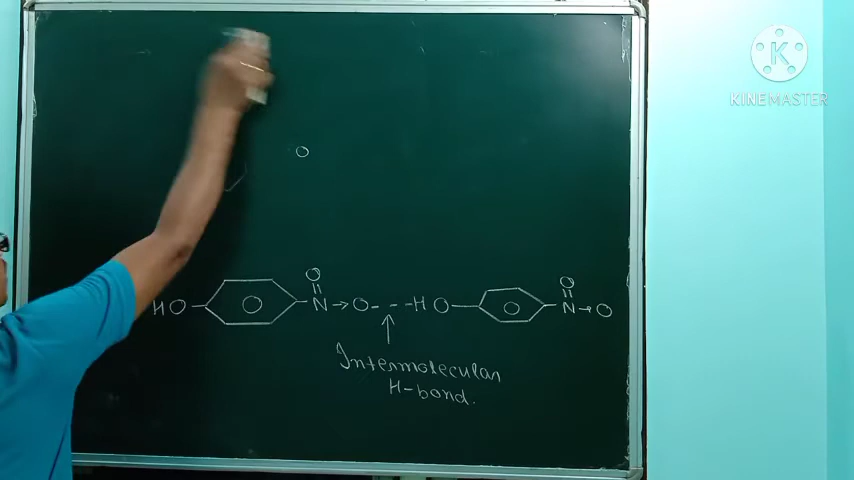 K
KINEMASTER
O
O O
HO O N→O- - -HO O N→O
Intermolecular
H-bond.